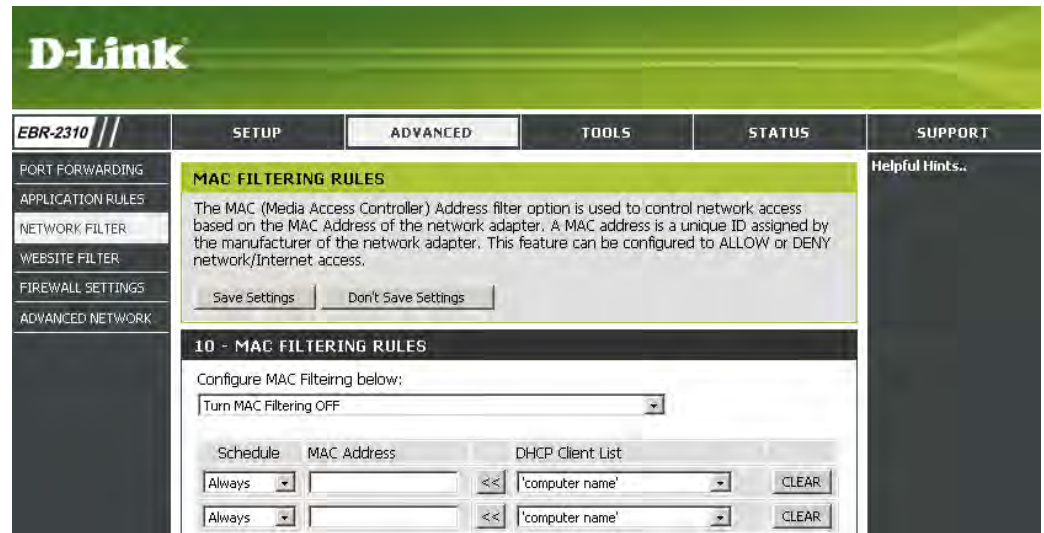 D-Link
EBR-2310 //
SETUP
ADVANCED
TOOLS
STATUS
SUPPORT
PORT FORWARDING
APPLICATION RULES
NETWORK FILTER
WEBSITE FILTER
FIREWALL SETTINGS
ADVANCED NETWORK
MAC FILTERING RULES
The MAC (Media Access Controller) Address filter option is used to control network access
based on the MAC Address of the network adapter. A MAC address is a unique ID assigned by
the manufacturer of the network adapter. This feature can be configured to ALLOW or DENY
network/Internet access.
Save Settings Don't Save Settings
10 - MAC FILTERING RULES
Configure MAC Filteirng below:
Turn MAC Filtering OFF
Schedule MAC Address DHCP Client List
Always << 'computer name' CLEAR
Always << 'computer name' CLEAR
Helpful Hints..